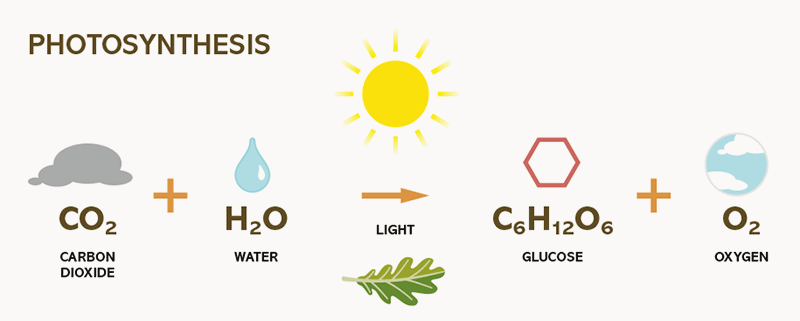 PHOTOSYNTHESIS
CO₂ + H₂O → C₆H₁₂O₆ + O₂
LIGHT
CARBON DIOXIDE
WATER
GLUCOSE
OXYGEN